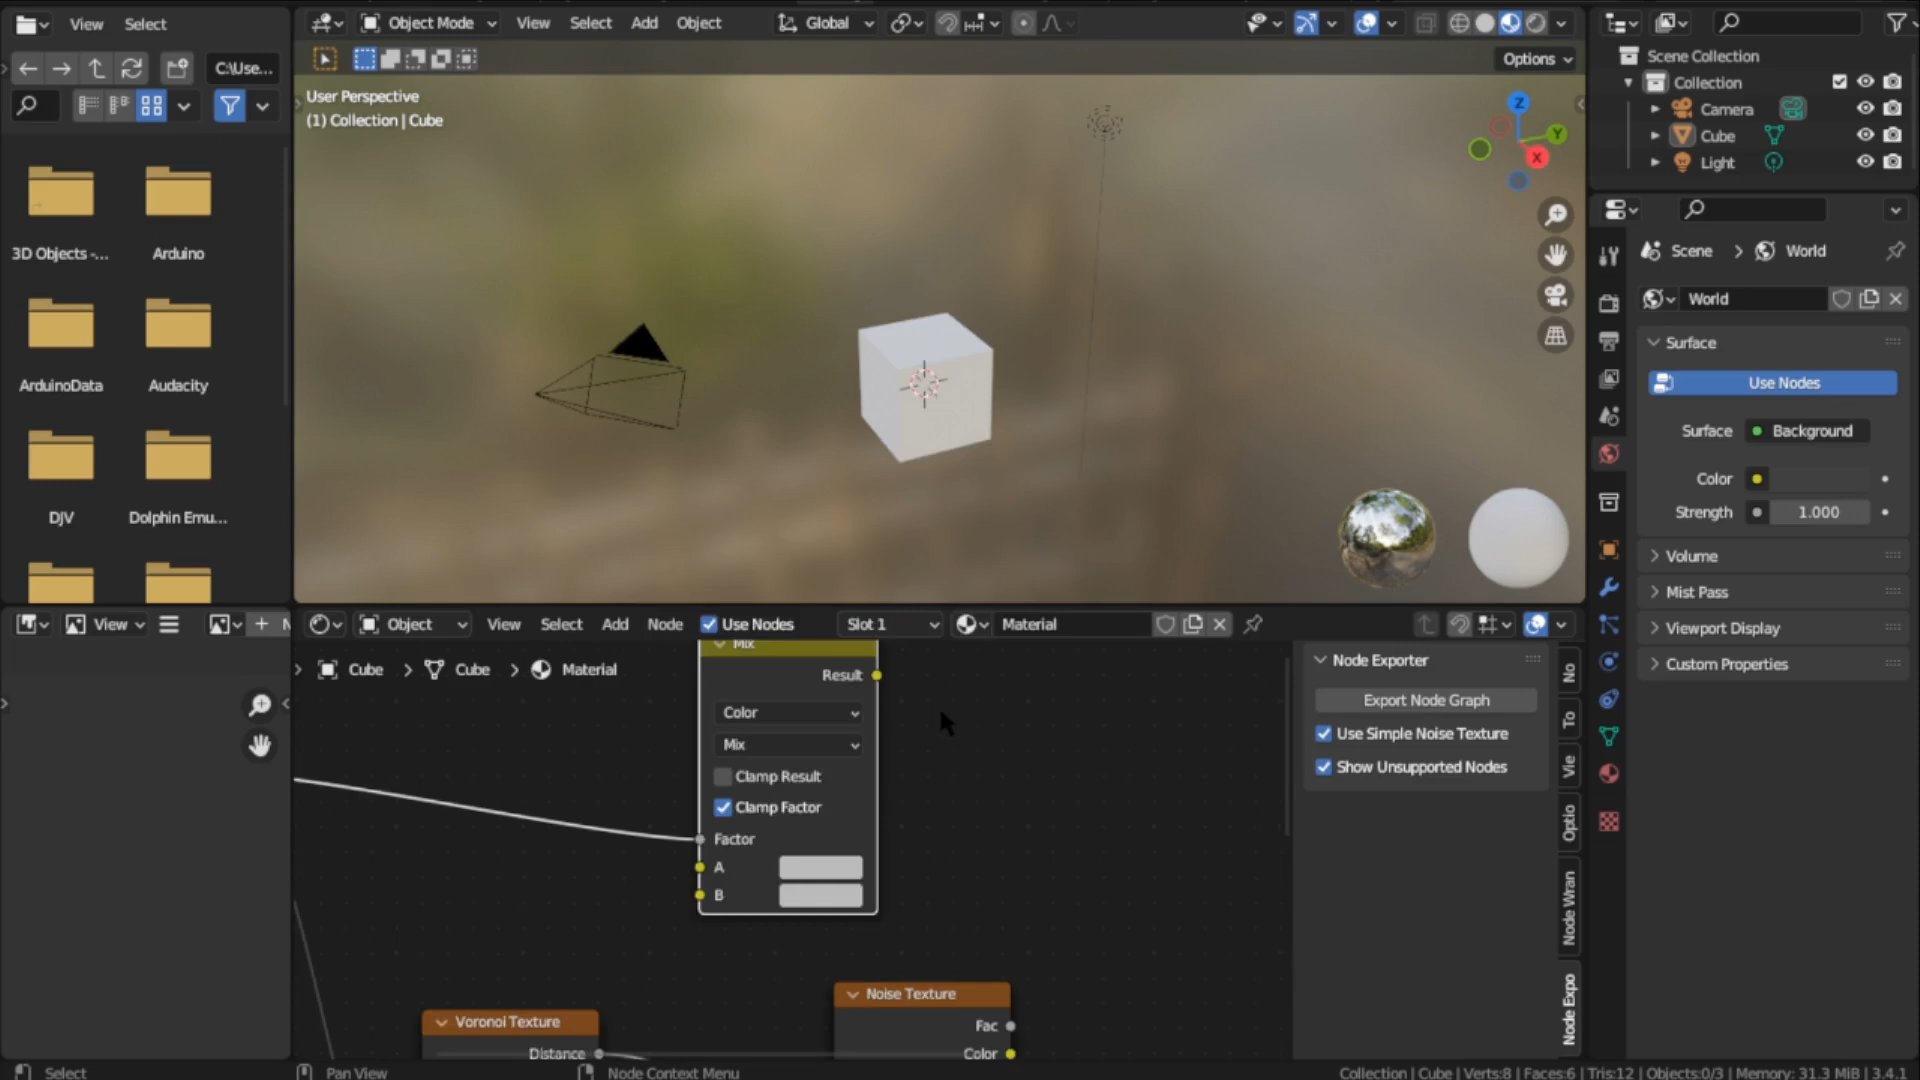 View Select
C:\Use...
3D Objects -... Arduino
ArduinoData Audacity
DJV Dolphin Emu...
Object Mode View Select Add Object Global
Options
User Perspective
(1) Collection | Cube
Z
Y
X
Scene Collection
Collection
Camera
Cube
Light
Scene > World
World
Surface
Use Nodes
Surface Background
Color
Strength 1.000
Volume
Mist Pass
Viewport Display
Custom Properties
View N
Object View Select Add Node Use Nodes Slot 1 Material
Cube > Cube > Material
Mix
Result
Color
Mix
Clamp Result
Clamp Factor
Factor
A
B
Voronoi Texture
Distance
Noise Texture
Fac
Color
Node Exporter
Export Node Graph
Use Simple Noise Texture
Show Unsupported Nodes
No
To
Vie
Optio
Node Wran
Node Expo
Select Pan View Node Context Menu
Collection | Cube | Verts:8 | Faces:6 | Tris:12 | Objects:0/3 | Memory: 31.3 MiB | 3.4.1